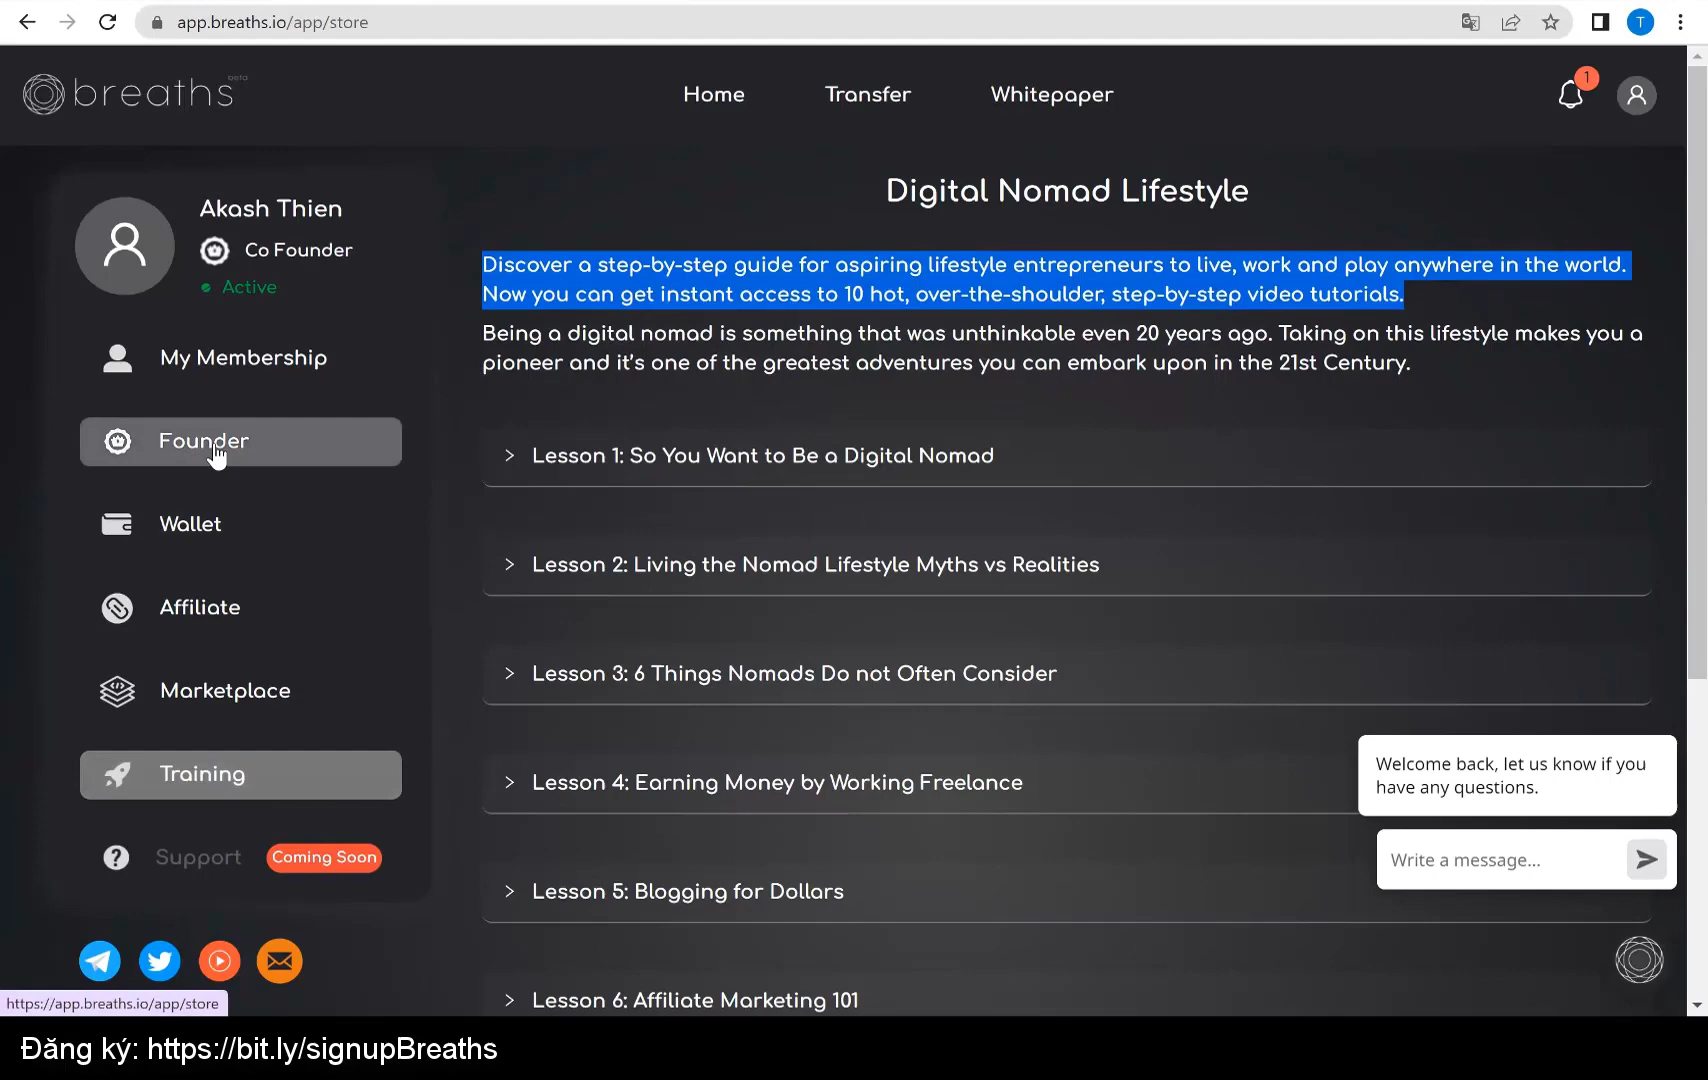 app.breaths.io/app/store
T
breaths beta
Home
Transfer
Whitepaper
1
Akash Thien
Co Founder
Active
My Membership
Founder
Wallet
Affiliate
Marketplace
Training
Support
Coming Soon
Digital Nomad Lifestyle
Discover a step-by-step guide for aspiring lifestyle entrepreneurs to live, work and play anywhere in the world.
Now you can get instant access to 10 hot, over-the-shoulder, step-by-step video tutorials.
Being a digital nomad is something that was unthinkable even 20 years ago. Taking on this lifestyle makes you a
pioneer and it's one of the greatest adventures you can embark upon in the 21st Century.
Lesson 1: So You Want to Be a Digital Nomad
Lesson 2: Living the Nomad Lifestyle Myths vs Realities
Lesson 3: 6 Things Nomads Do not Often Consider
Lesson 4: Earning Money by Working Freelance
Lesson 5: Blogging for Dollars
Lesson 6: Affiliate Marketing 101
Welcome back, let us know if you
have any questions.
Write a message...
https://app.breaths.io/app/store
Đăng ký: https://bit.ly/signupBreaths